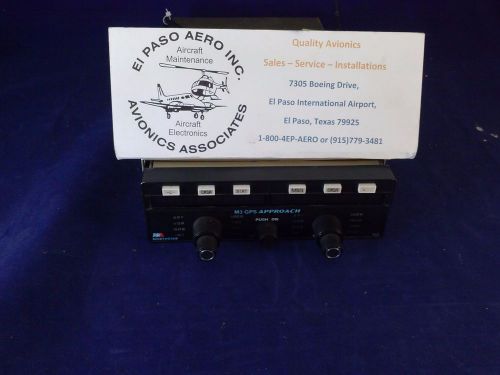 EI PASO AERO INC.
Aircraft
Maintenance
Aircraft
Electronics
AVIONICS ASSOCIATES
Quality Avionics
Sales – Service – Installations
7305 Boeing Drive,
El Paso International Airport,
El Paso, Texas 79925
1-800-4EP-AERO or (915)779-3481
M3 GPS APPROACH
PUSH ON